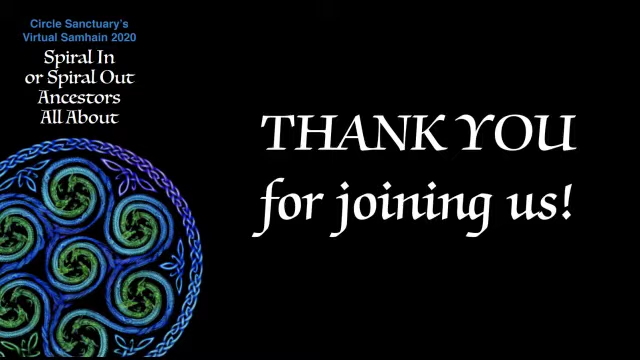 Circle Sanctuary's
Virtual Samhain 2020
Spiral In
or Spiral Out
Ancestors
All About
THANK YOU
for joining us!